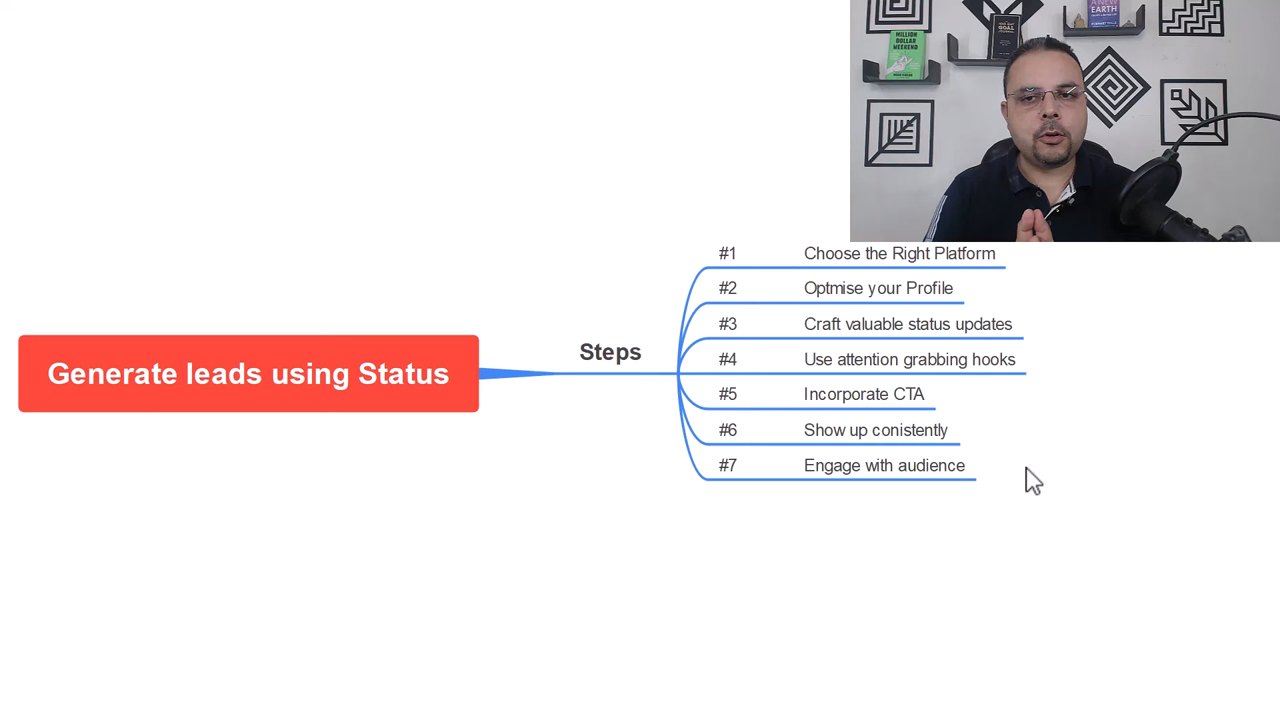 MILLION
DOLLAR
WEEKEND
GOAL
A NEW
EARTH
Generate leads using Status
Steps
#1 Choose the Right Platform
#2 Optmise your Profile
#3 Craft valuable status updates
#4 Use attention grabbing hooks
#5 Incorporate CTA
#6 Show up conistently
#7 Engage with audience